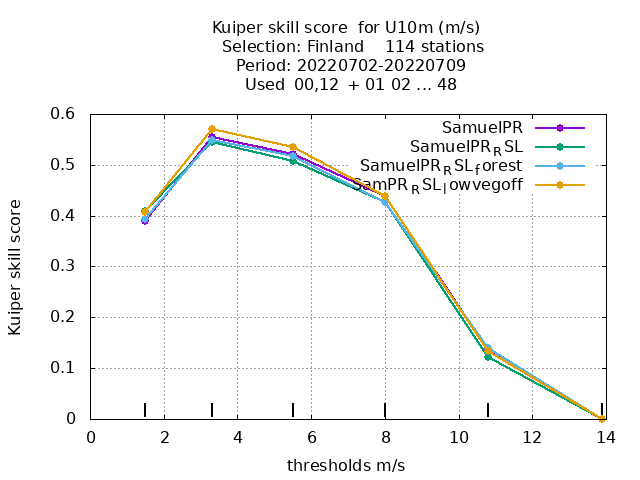 Kuiper skill score  for U10m (m/s)
Selection: Finland    114 stations
Period: 20220702-20220709
Used  00,12  + 01 02 ... 48
SamuelPR
SamuelPR_RSL
SamuelPR_RSL_forest
SamPR_RSL_lowvegoff
Kuiper skill score
0.6
0.5
0.4
0.3
0.2
0.1
0
0 2 4 6 8 10 12 14
thresholds m/s